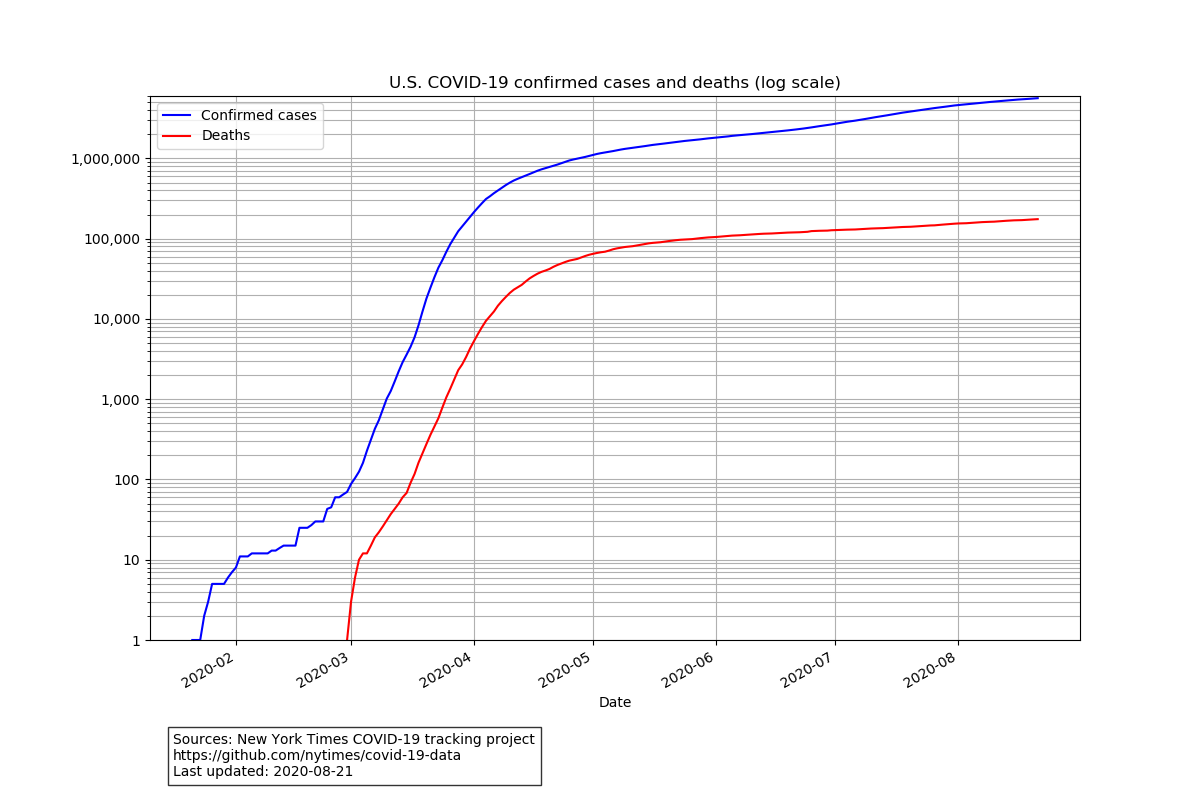 U.S. COVID-19 confirmed cases and deaths (log scale)
Confirmed cases
Deaths
1,000,000
100,000
10,000
1,000
100
10
1
2020-02
2020-03
2020-04
2020-05
2020-06
2020-07
2020-08
Date
Sources: New York Times COVID-19 tracking project
https://github.com/nytimes/covid-19-data
Last updated: 2020-08-21